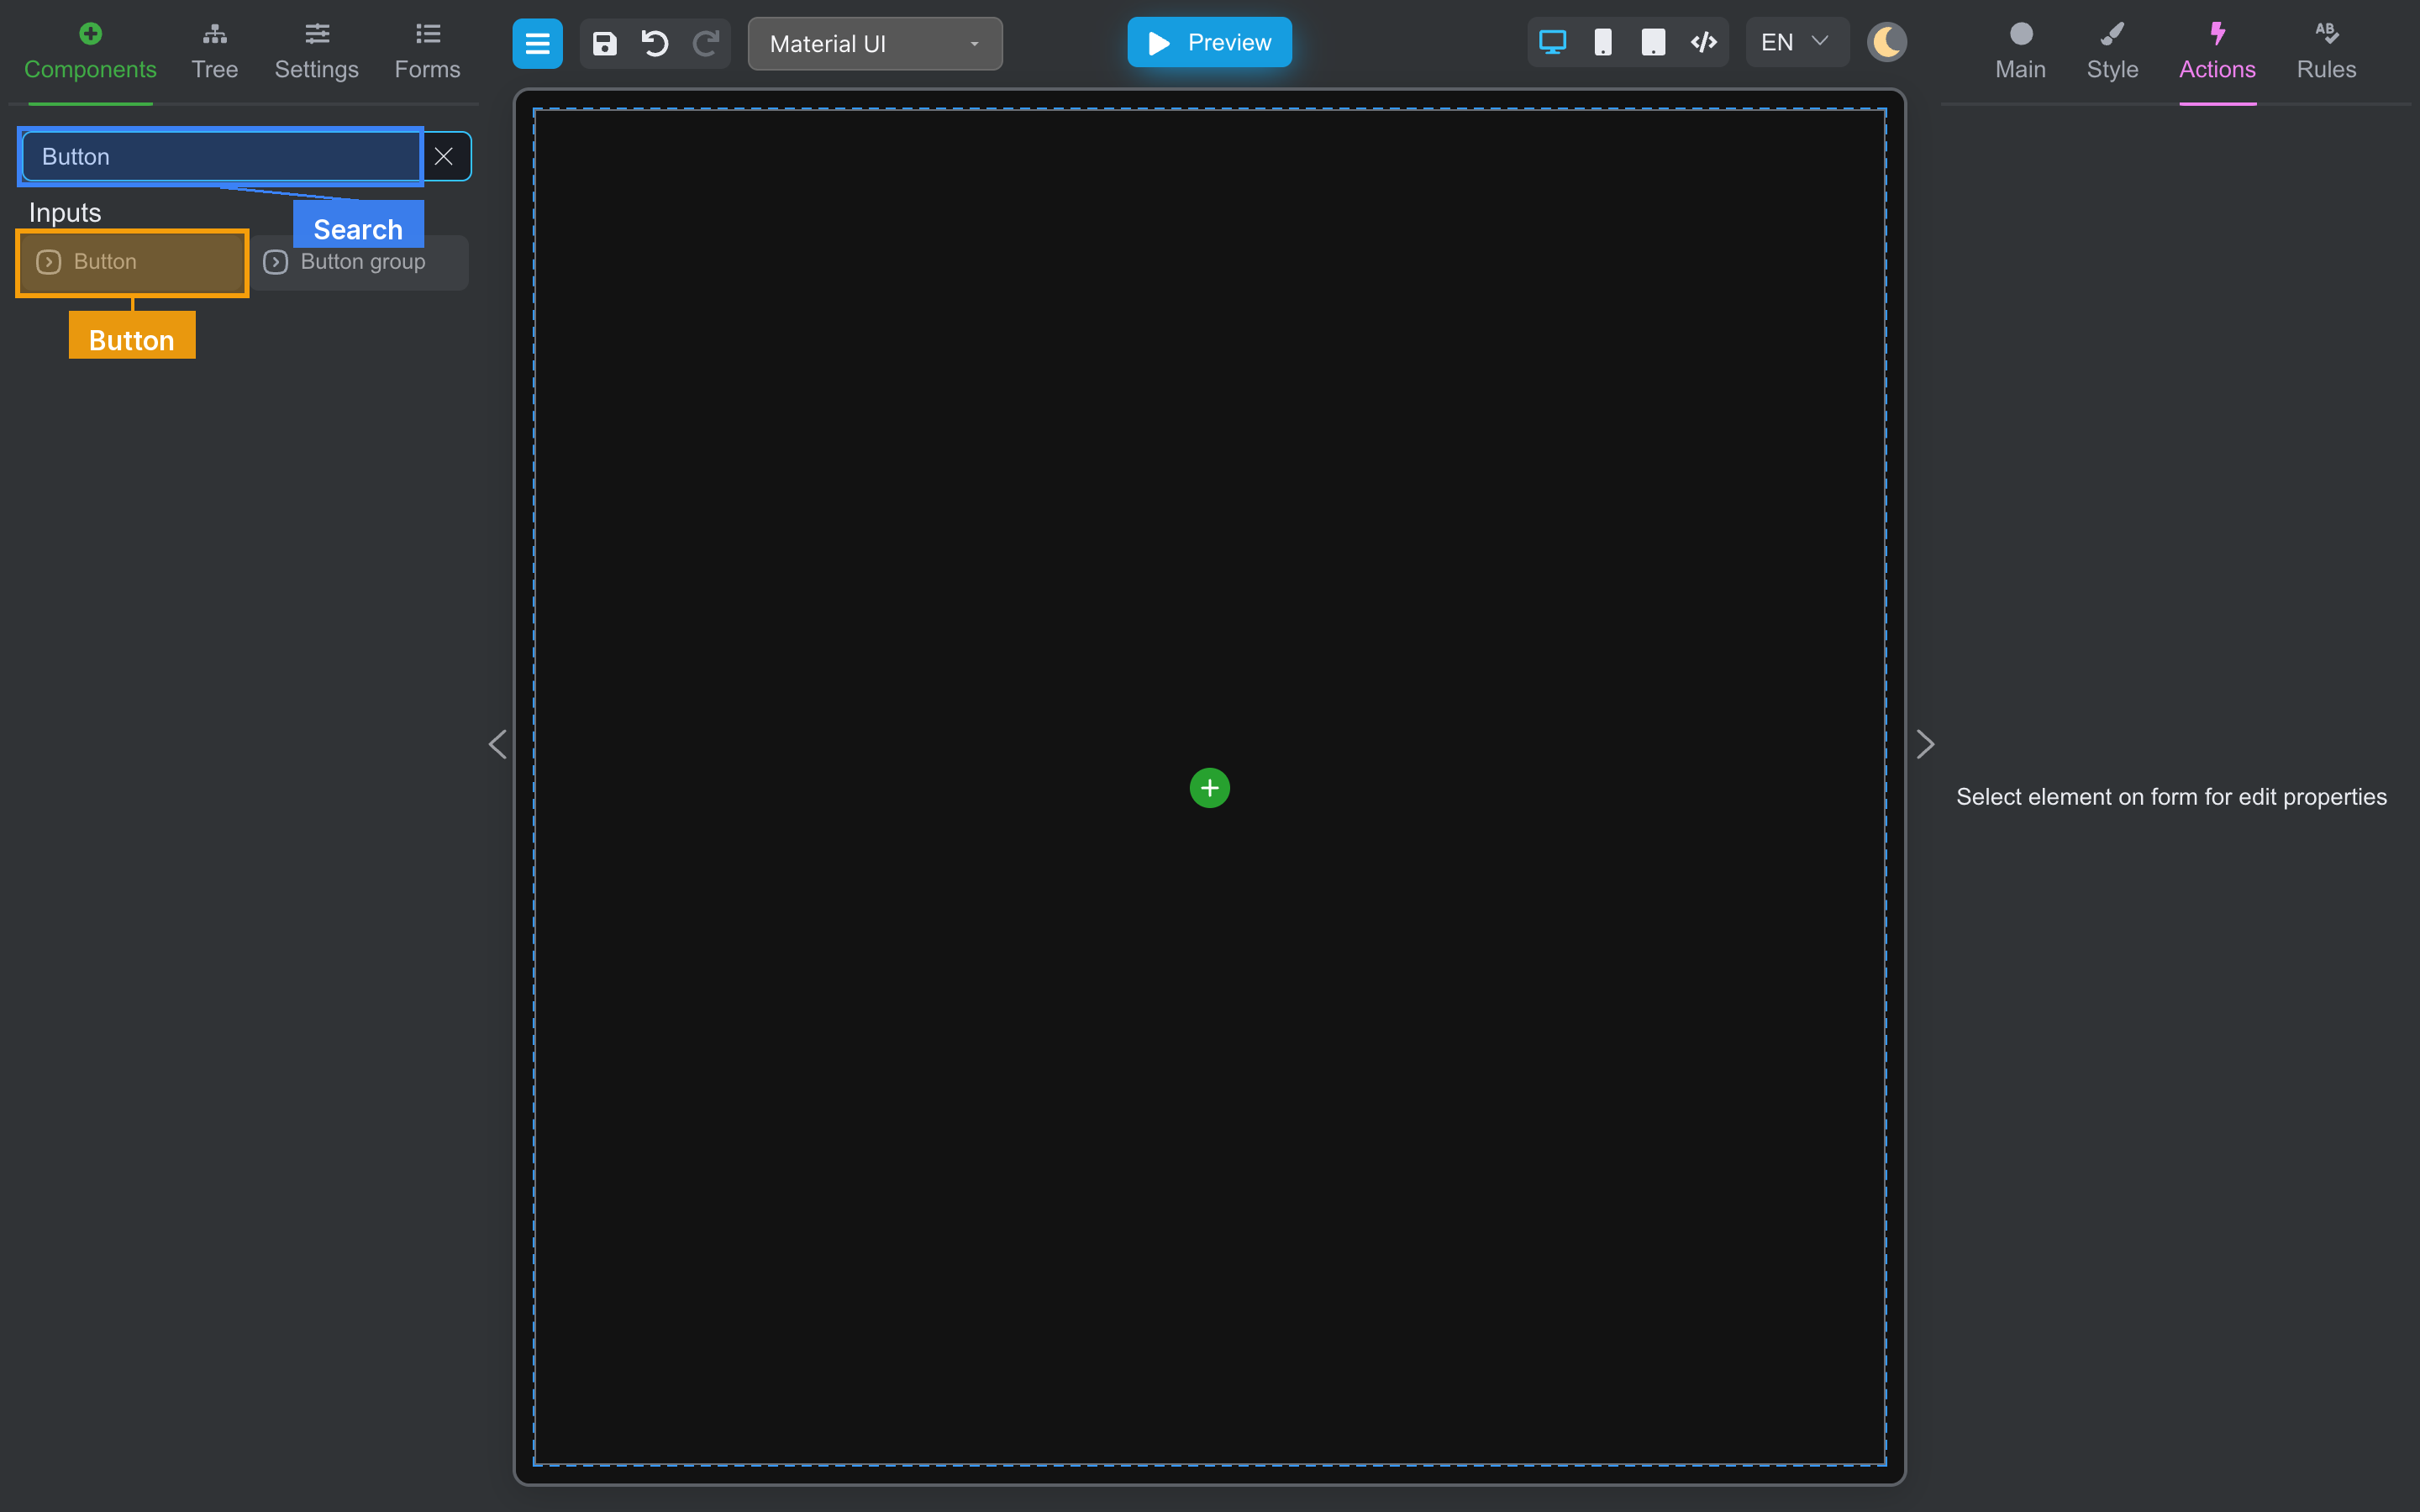 Components Tree Settings Forms
Material UI
Preview
EN
Main Style Actions Rules
AB
Button
Search
Inputs
Button
Button group
Button
Select element on form for edit properties